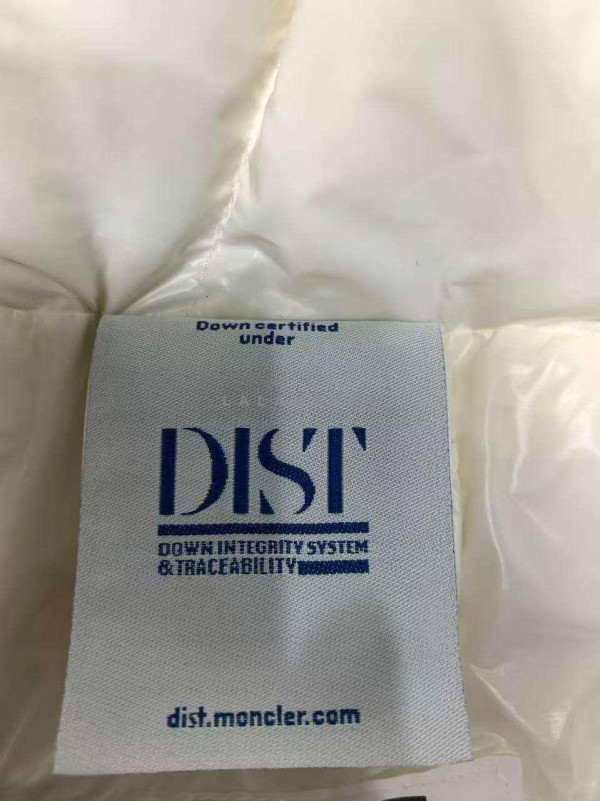 Down certified
under
DIST
DOWN INTEGRITY SYSTEM
& TRACEABILITY
dist.moncler.com